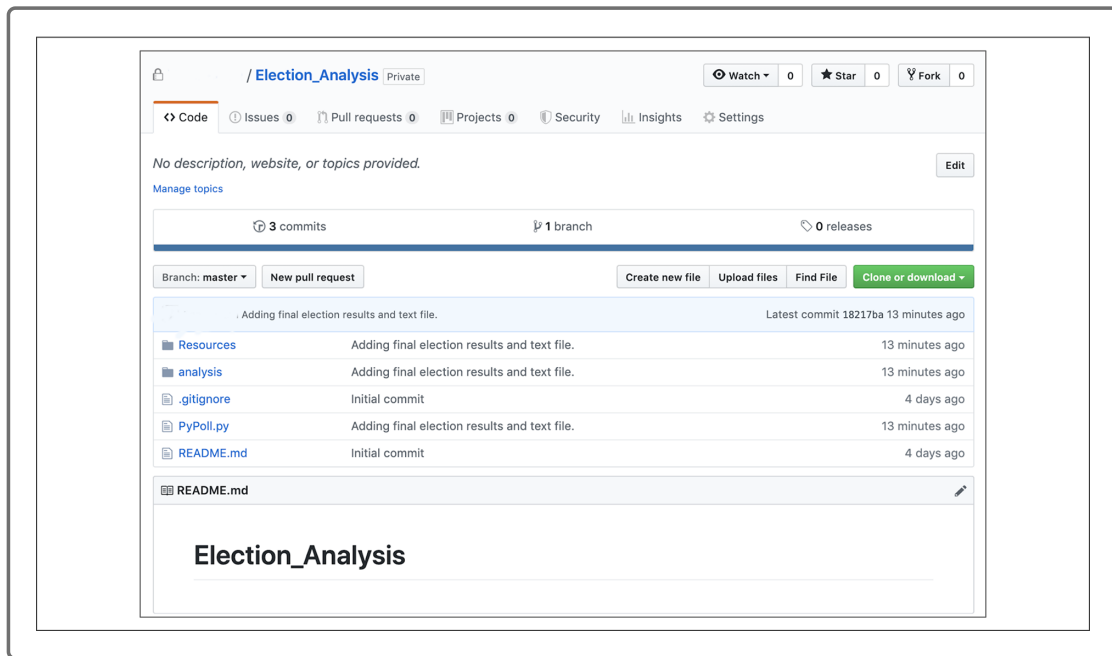 / Election_Analysis Private Watch 0 Star 0 Fork 0
Code Issues 0 Pull requests 0 Projects 0 Security Insights Settings
No description, website, or topics provided. Edit
Manage topics
3 commits 1 branch 0 releases
Branch: master New pull request Create new file Upload files Find File Clone or download
Adding final election results and text file. Latest commit 18217ba 13 minutes ago
Resources Adding final election results and text file. 13 minutes ago
analysis Adding final election results and text file. 13 minutes ago
.gitignore Initial commit 4 days ago
PyPoll.py Adding final election results and text file. 13 minutes ago
README.md Initial commit 4 days ago
README.md
Election_Analysis